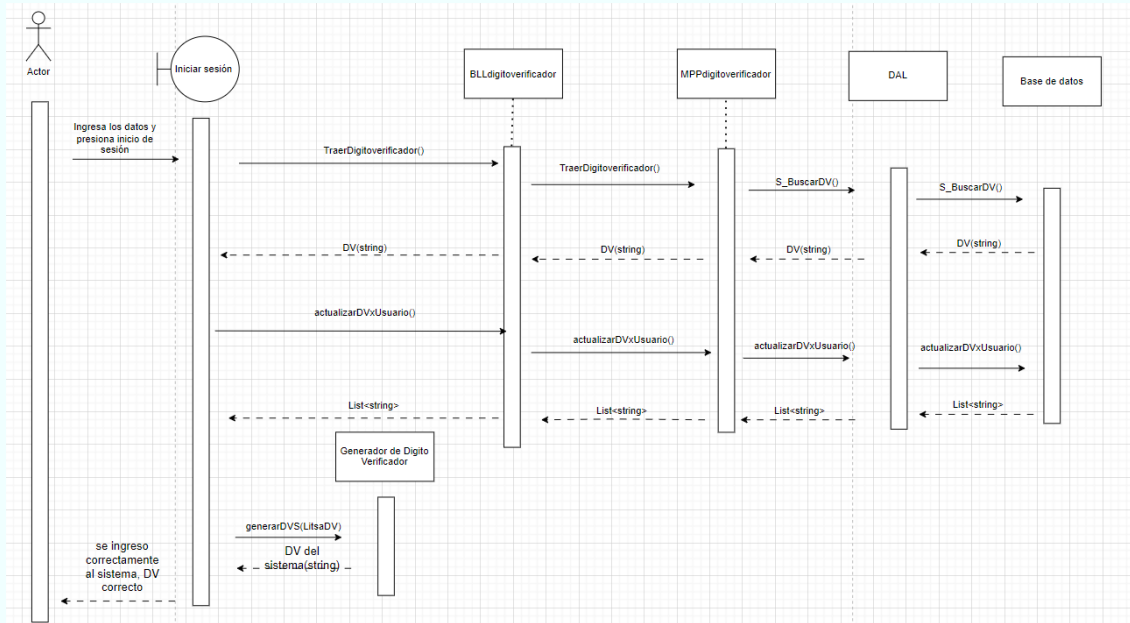 Actor
Iniciar sesión
BLLdigitoverificador
MPPdigitoverificador
DAL
Base de datos
Ingresa los datos y
presiona inicio de
sesión
TraerDigitoverificador()
TraerDigitoverificador()
S_BuscarDV()
S_BuscarDV()
DV(string)
DV(string)
DV(string)
DV(string)
actualizarDVxUsuario()
actualizarDVxUsuario()
actualizarDVxUsuario()
actualizarDVxUsuario()
List<string>
List<string>
List<string>
List<string>
Generador de Digito
Verificador
generarDVS(LitsaDV)
DV del
sistema(string)
se ingreso
correctamente
al sistema, DV
correcto